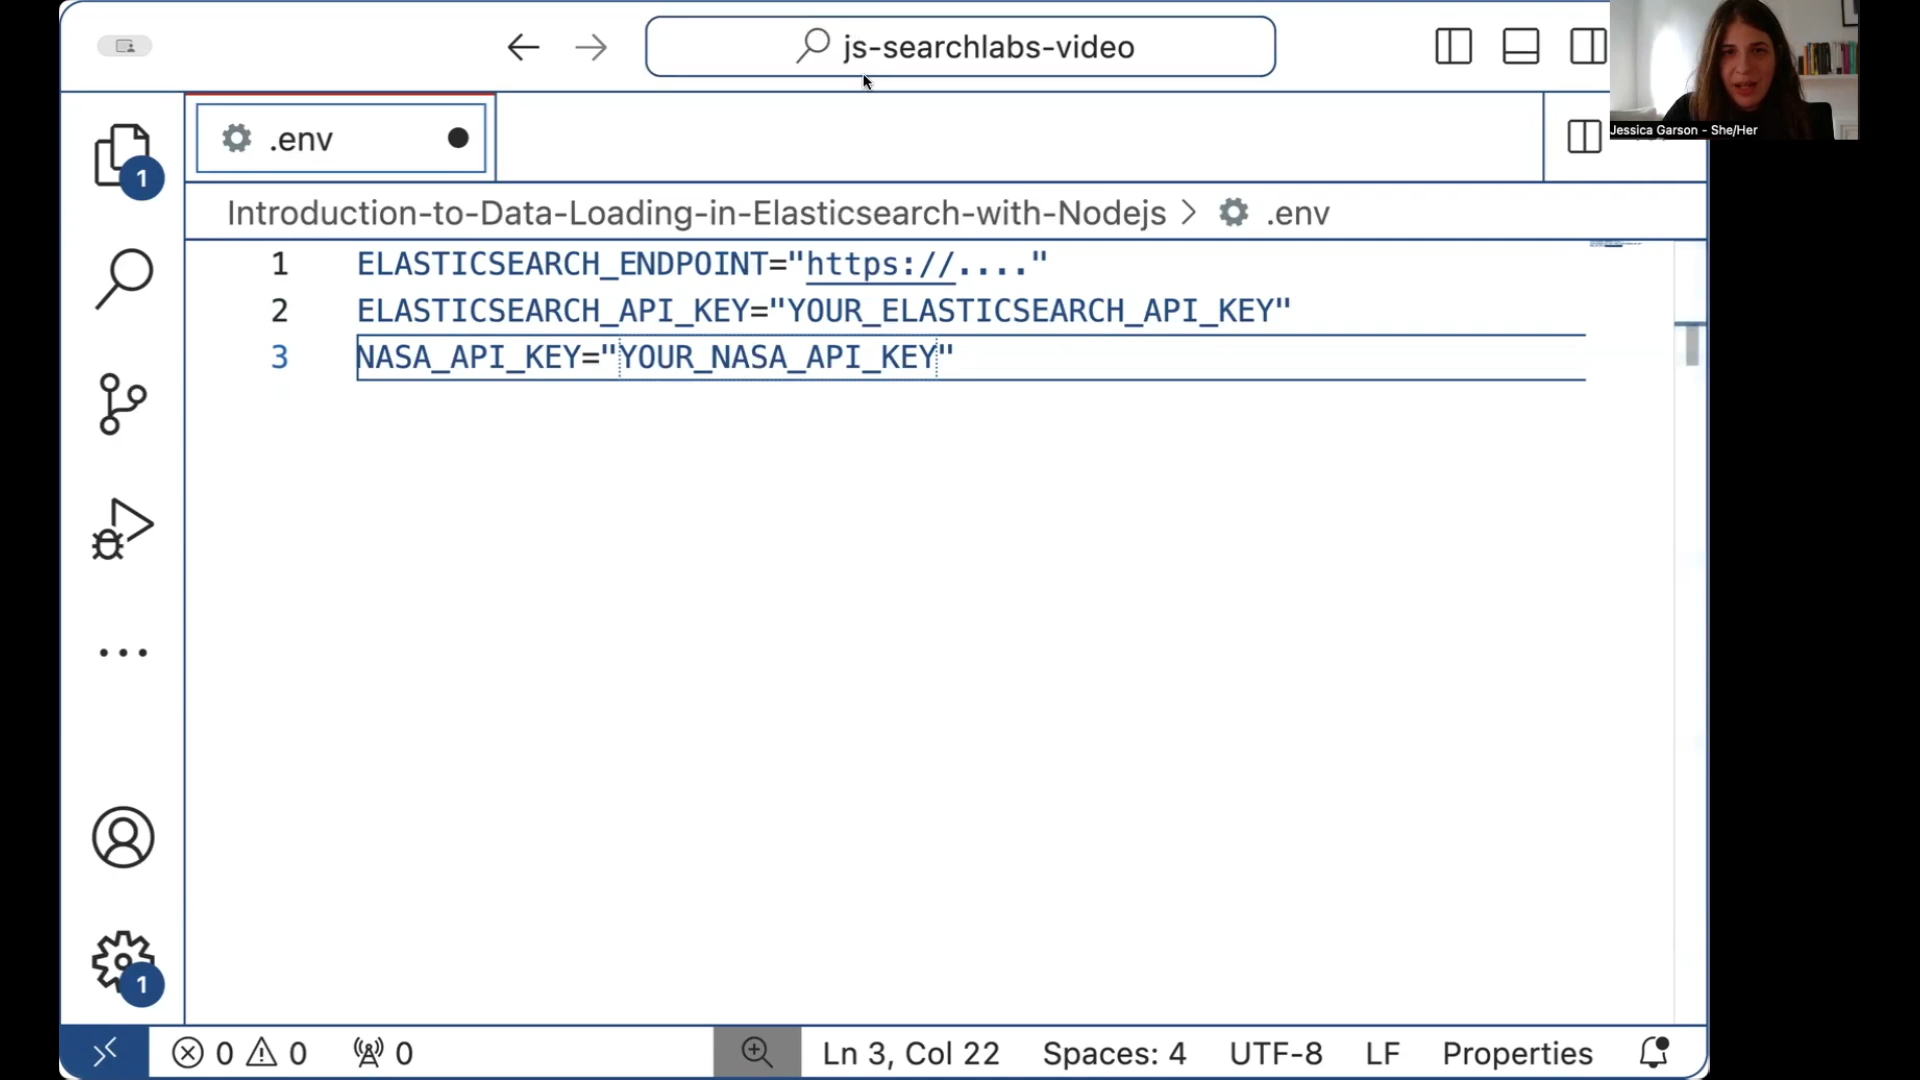 js-searchlabs-video
Jessica Garson - She/Her
.env
1
Introduction-to-Data-Loading-in-Elasticsearch-with-Nodejs > .env
1 ELASTICSEARCH_ENDPOINT="https://...."
2 ELASTICSEARCH_API_KEY="YOUR_ELASTICSEARCH_API_KEY"
3 NASA_API_KEY="YOUR_NASA_API_KEY"
1
0 0 0 Ln 3, Col 22 Spaces: 4 UTF-8 LF Properties